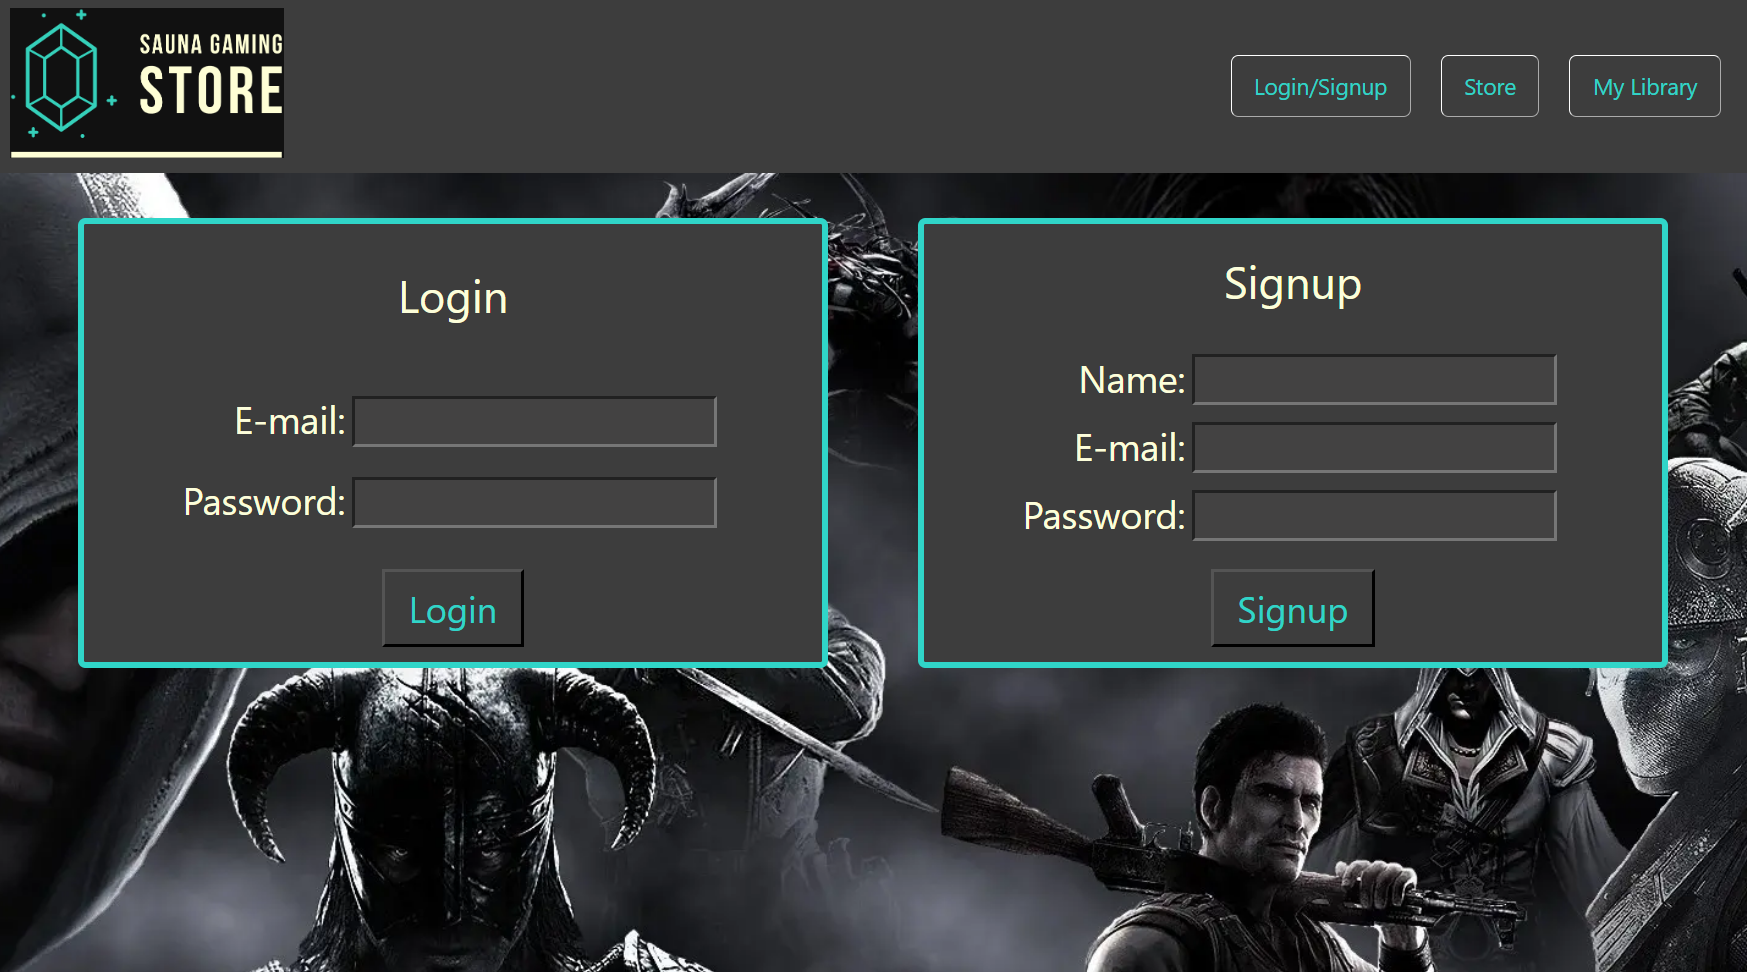 SAUNA GAMING
STORE
Login/Signup
Store
My Library
Login
E-mail:
Password:
Login
Signup
Name:
E-mail:
Password:
Signup